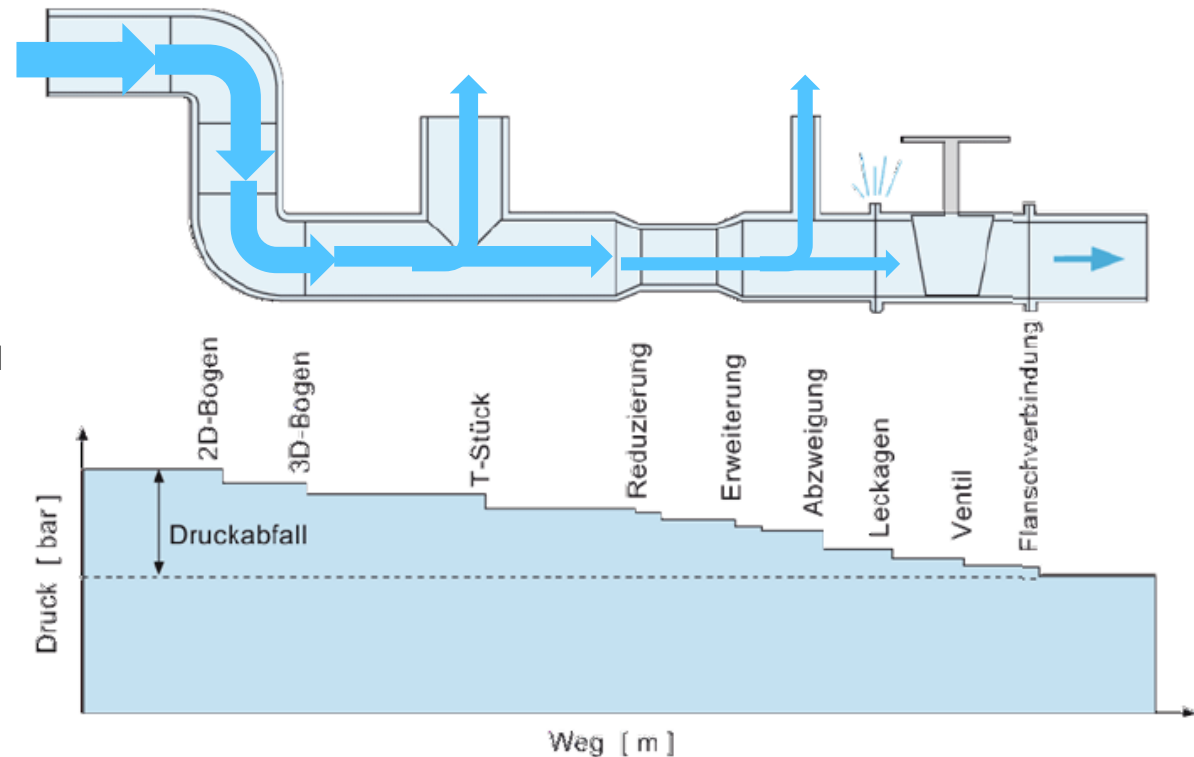 2D-Bogen
3D-Bogen
T-Stück
Reduzierung
Erweiterung
Abzweigung
Leckagen
Ventil
Flanschverbindung
Druckabfall
Druck [ bar ]
Weg [ m ]